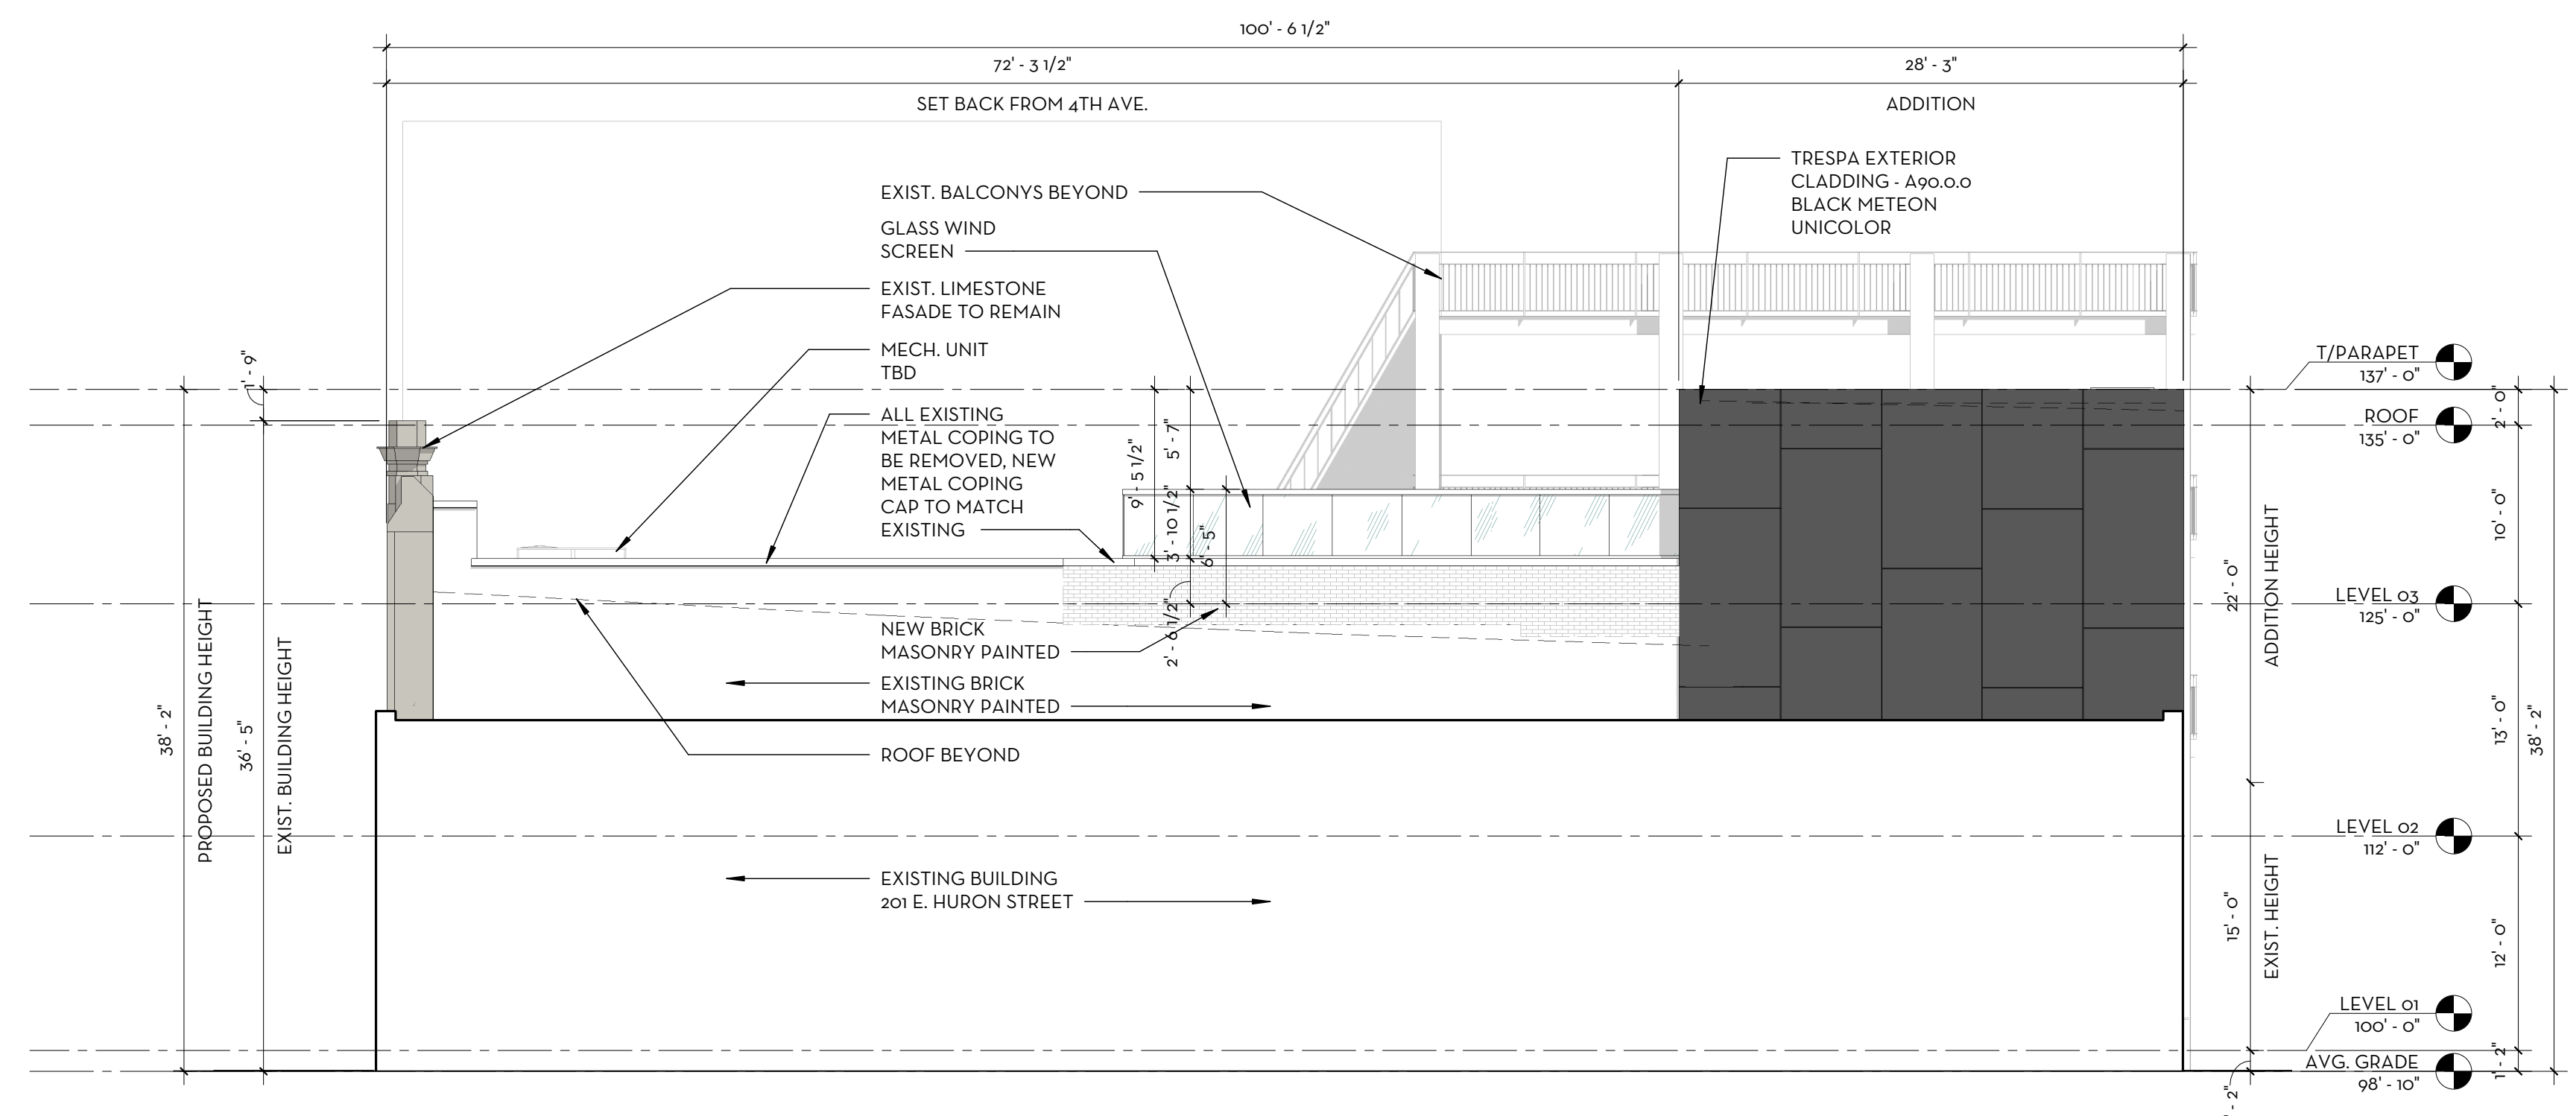 100' - 6 1/2"
72' - 3 1/2"
28' - 3"
SET BACK FROM 4TH AVE.
ADDITION
TRESPA EXTERIOR
CLADDING - A90.0.0
BLACK METEON
UNICOLOR
EXIST. BALCONYS BEYOND
GLASS WIND
SCREEN
EXIST. LIMESTONE
FASADE TO REMAIN
MECH. UNIT
TBD
ALL EXISTING
METAL COPING TO
BE REMOVED, NEW
METAL COPING
CAP TO MATCH
EXISTING
NEW BRICK
MASONRY PAINTED
EXISTING BRICK
MASONRY PAINTED
ROOF BEYOND
EXISTING BUILDING
201 E. HURON STREET
1' - 9"
38' - 2"
PROPOSED BUILDING HEIGHT
36' - 5"
EXIST. BUILDING HEIGHT
9' - 5 1/2"
5' - 7"
3' - 10 1/2"
6' - 5"
2' - 6 1/2"
22' - 0"
ADDITION HEIGHT
15' - 0"
EXIST. HEIGHT
T/PARAPET
137' - 0"
ROOF
135' - 0"
LEVEL 03
125' - 0"
LEVEL 02
112' - 0"
LEVEL 01
100' - 0"
AVG. GRADE
98' - 10"
2' - 0"
10' - 0"
13' - 0"
12' - 0"
1' - 2"
38' - 2"